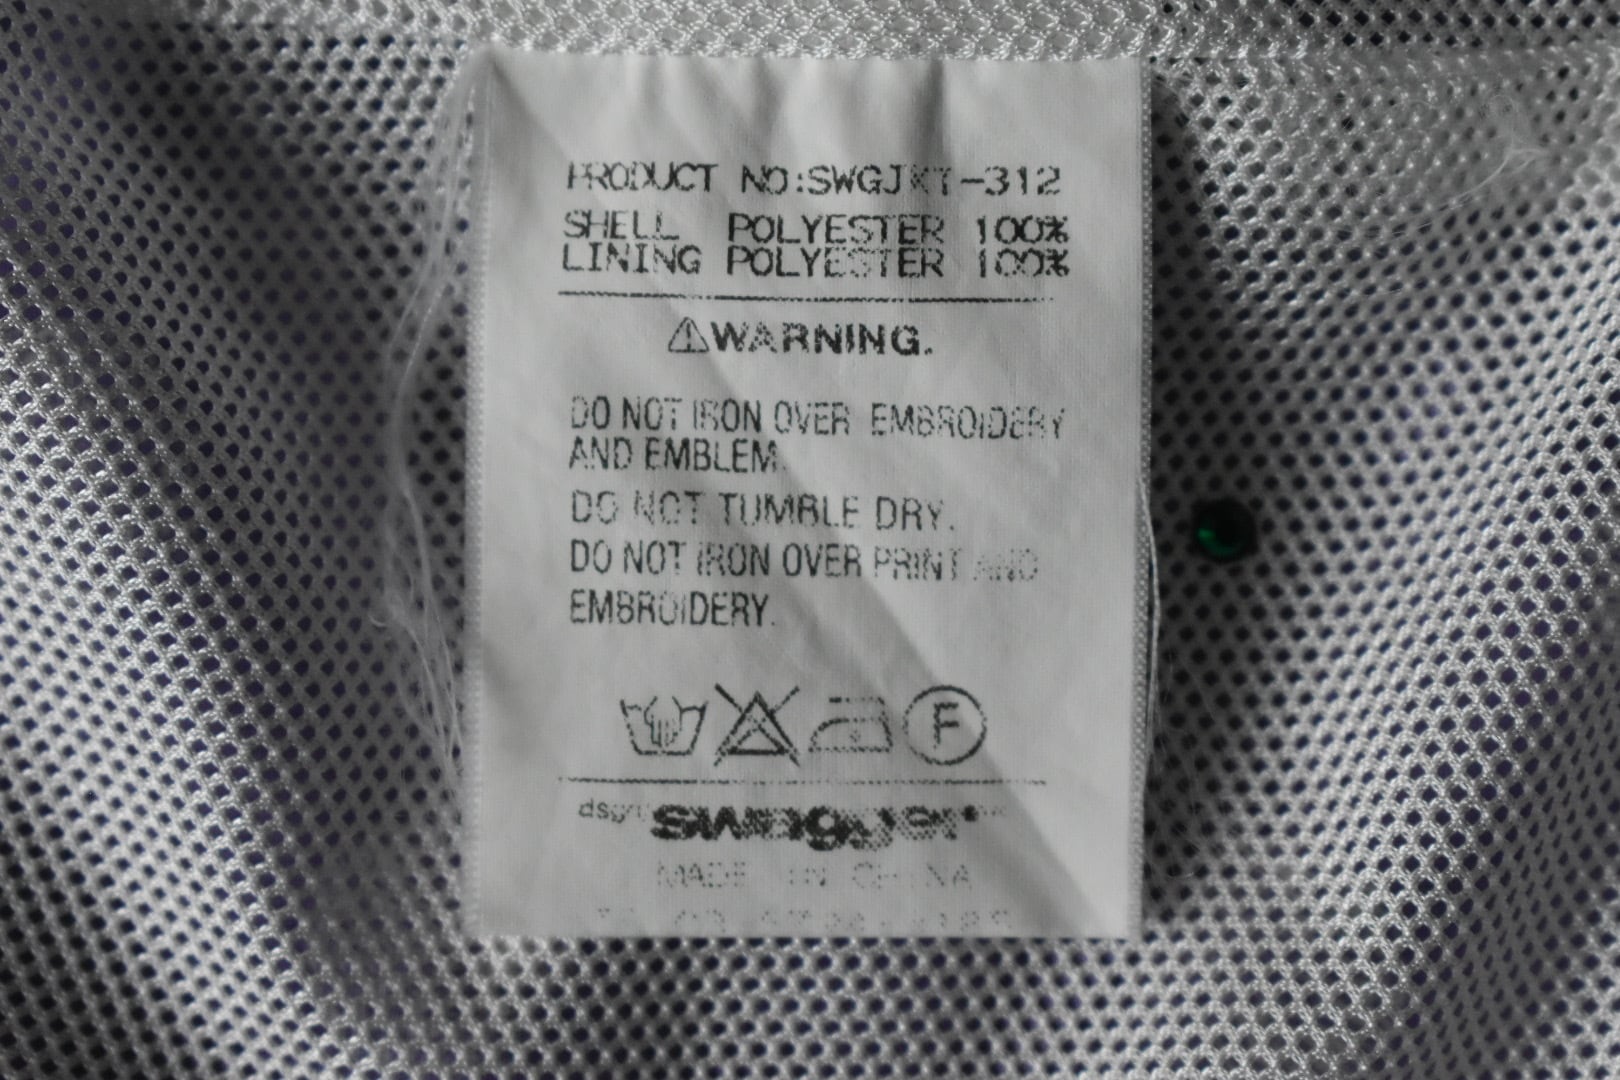 PRODUCT NO:SWGJKT-312
SHELL POLYESTER 100%
LINING POLYESTER 100%
WARNING.
DO NOT IRON OVER EMBROIDERY
AND EMBLEM.
DO NOT TUMBLE DRY.
DO NOT IRON OVER PRINT AND
EMBROIDERY.
F
swagger
MADE IN CHINA